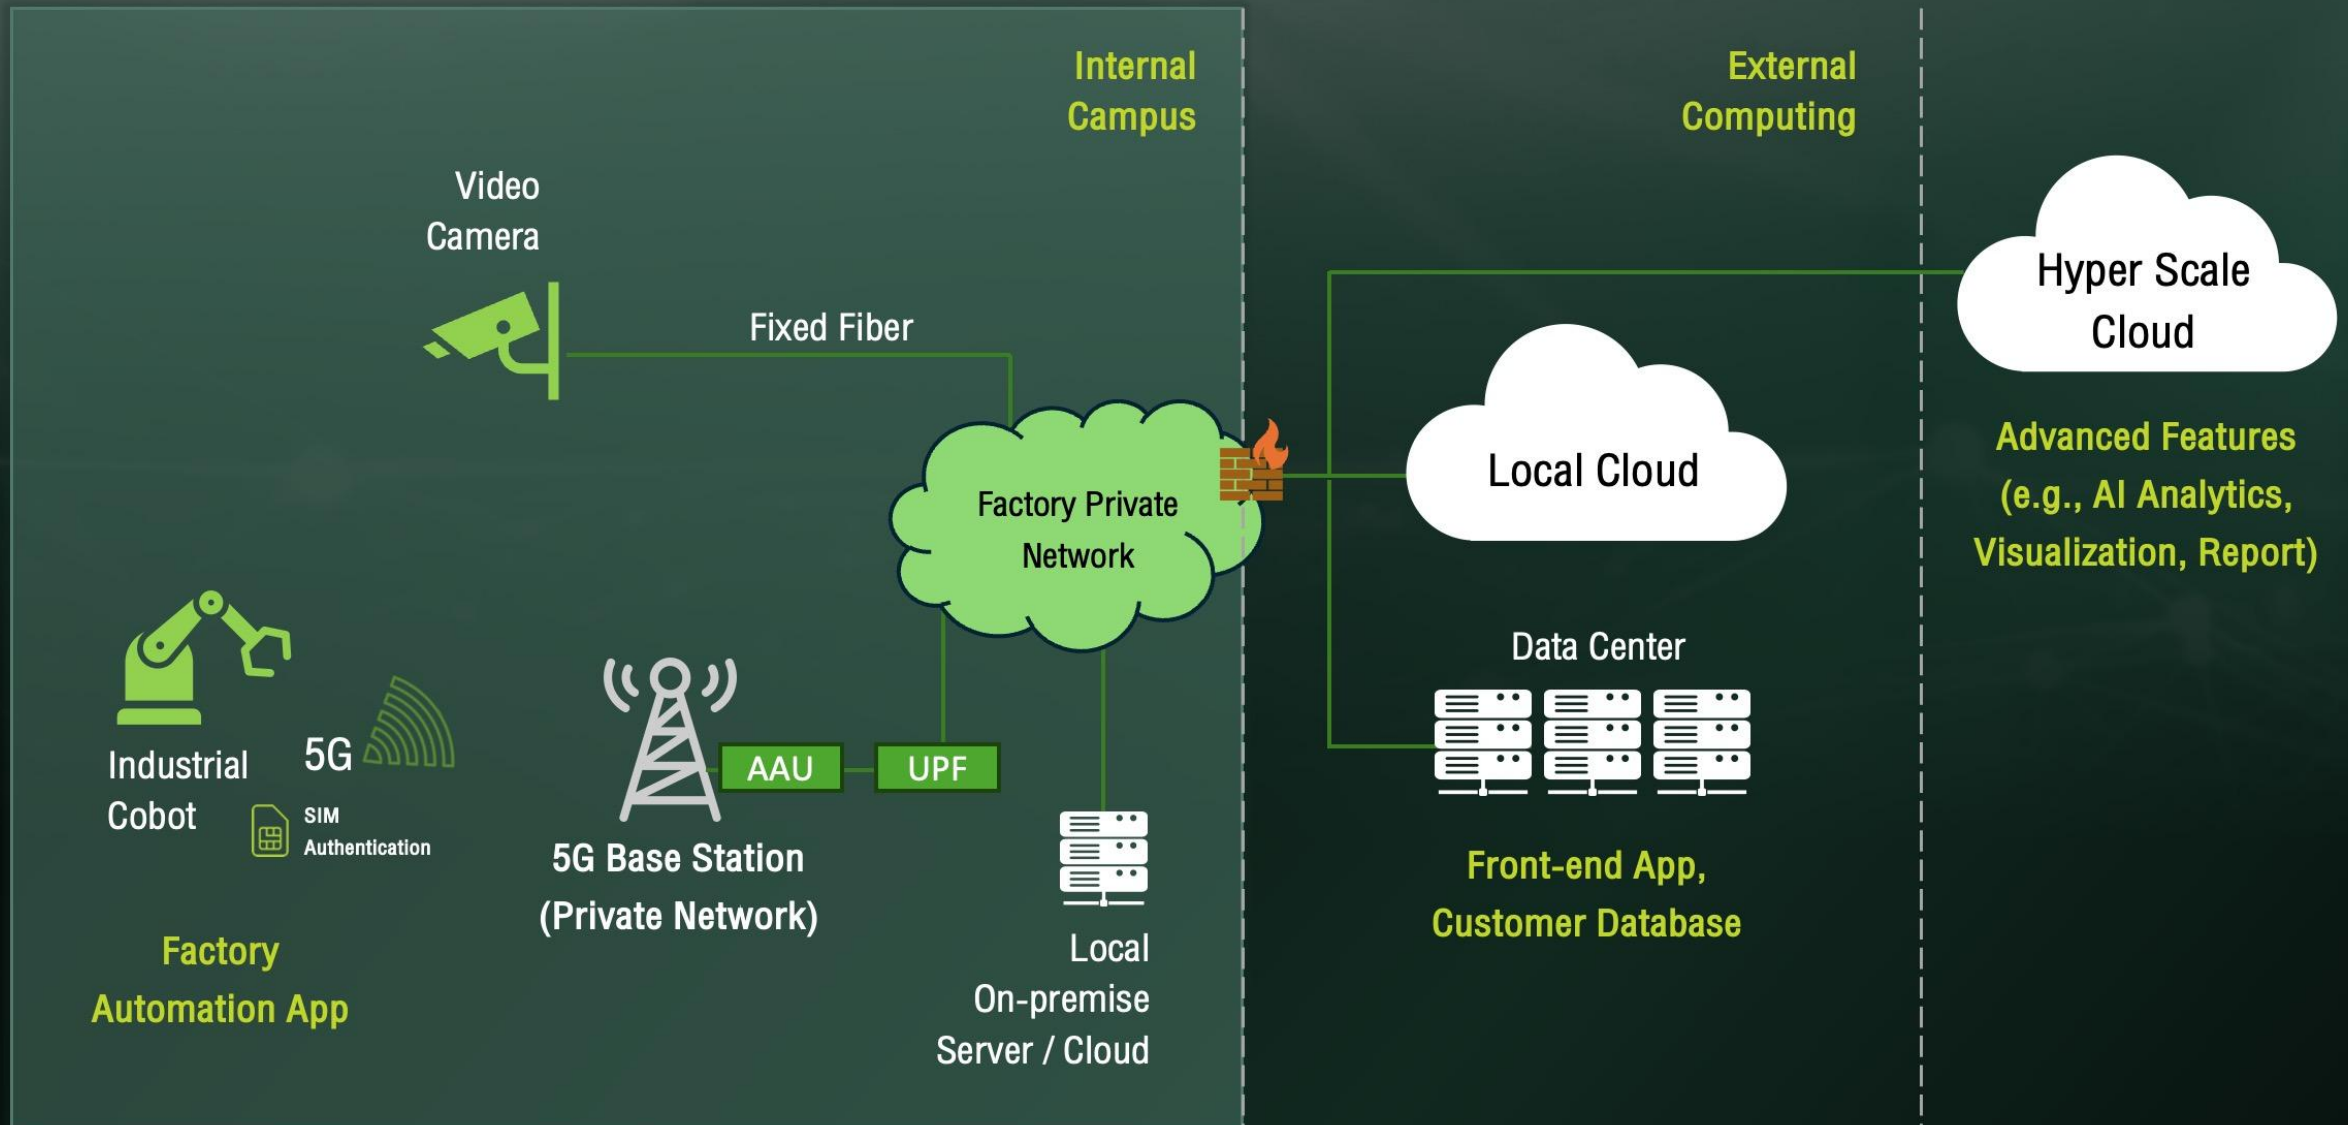 Internal
Campus
External
Computing
Video
Camera
Fixed Fiber
Hyper Scale
Cloud
Advanced Features
(e.g., AI Analytics,
Visualization, Report)
Local Cloud
Factory Private
Network
Data Center
Industrial
Cobot
5G
SIM
Authentication
AAU
UPF
5G Base Station
(Private Network)
Front-end App,
Customer Database
Factory
Automation App
Local
On-premise
Server / Cloud